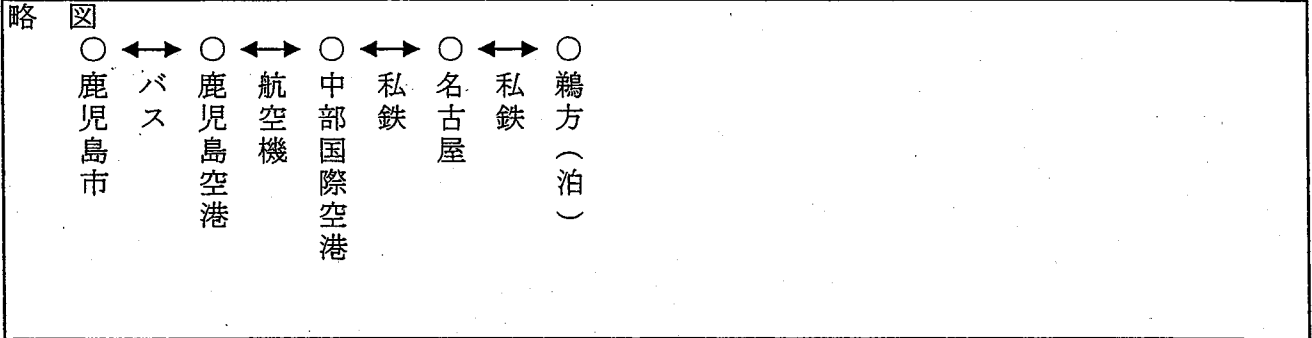 略 図
○ ←→ ○ ←→ ○ ←→ ○ ←→ ○
鹿児島市
バス
鹿児島空港
航空機
中部国際空港
私鉄
名古屋
私鉄
鵜方(泊)